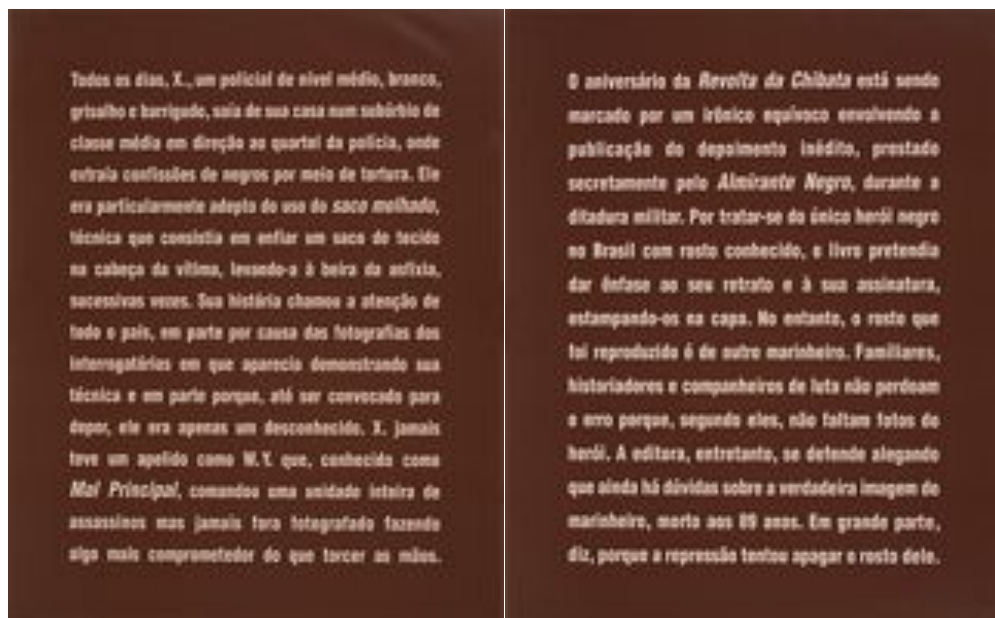 Todos os dias, X., um policial de nível médio, branco,
grisalho e barrigudo, saía de sua casa num subúrbio de
classe média em direção ao quartel da polícia, onde
extraía confissões de negros por meio de tortura. Ele
era particularmente adepto do uso do saco molhado,
técnica que consistia em enfiar um saco de tecido
na cabeça da vítima, levando-a à beira da asfixia,
sucessivas vezes. Sua história chamou a atenção de
todo o país, em parte por causa das fotografias dos
interrogatórios em que aparecia demonstrando sua
técnica e em parte porque, até ser convocado para
depor, ele era apenas um desconhecido. X. jamais
teve um apelido como W.Y. que, conhecido como
Mal Principal, comandou uma unidade inteira de
assassinos mas jamais fora fotografado fazendo
algo mais comprometedor do que torcer as mãos.
O aniversário da Revolta da Chibata está sendo
marcado por um irônico equívoco envolvendo a
publicação do depoimento inédito, prestado
secretamente pelo Almirante Negro, durante a
ditadura militar. Por tratar-se do único herói negro
no Brasil com rosto conhecido, o livro pretendia
dar ênfase ao seu retrato e à sua assinatura,
estampando-os na capa. No entanto, o rosto que
foi reproduzido é de outro marinheiro. Familiares,
historiadores e companheiros de luta não perdoam
o erro porque, segundo eles, não faltam fotos do
herói. A editora, entretanto, se defende alegando
que ainda há dúvidas sobre a verdadeira imagem do
marinheiro, morto aos 89 anos. Em grande parte,
diz, porque a repressão tentou apagar o rosto dele.